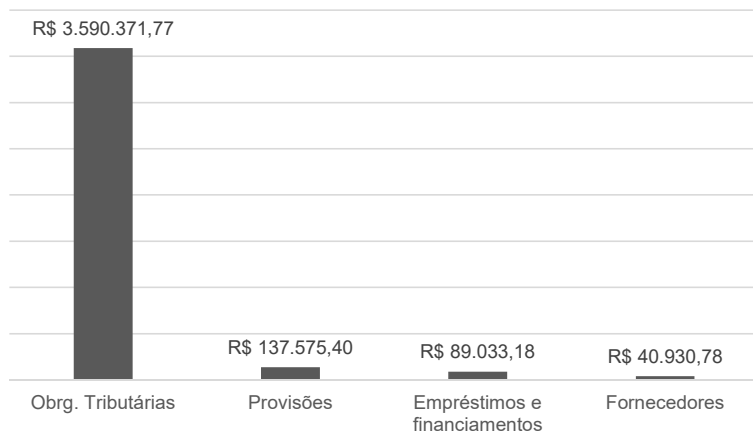 R$ 3.590.371,77
R$ 137.575,40
R$ 89.033,18
R$ 40.930,78
Obrg. Tributárias
Provisões
Empréstimos e
financiamentos
Fornecedores